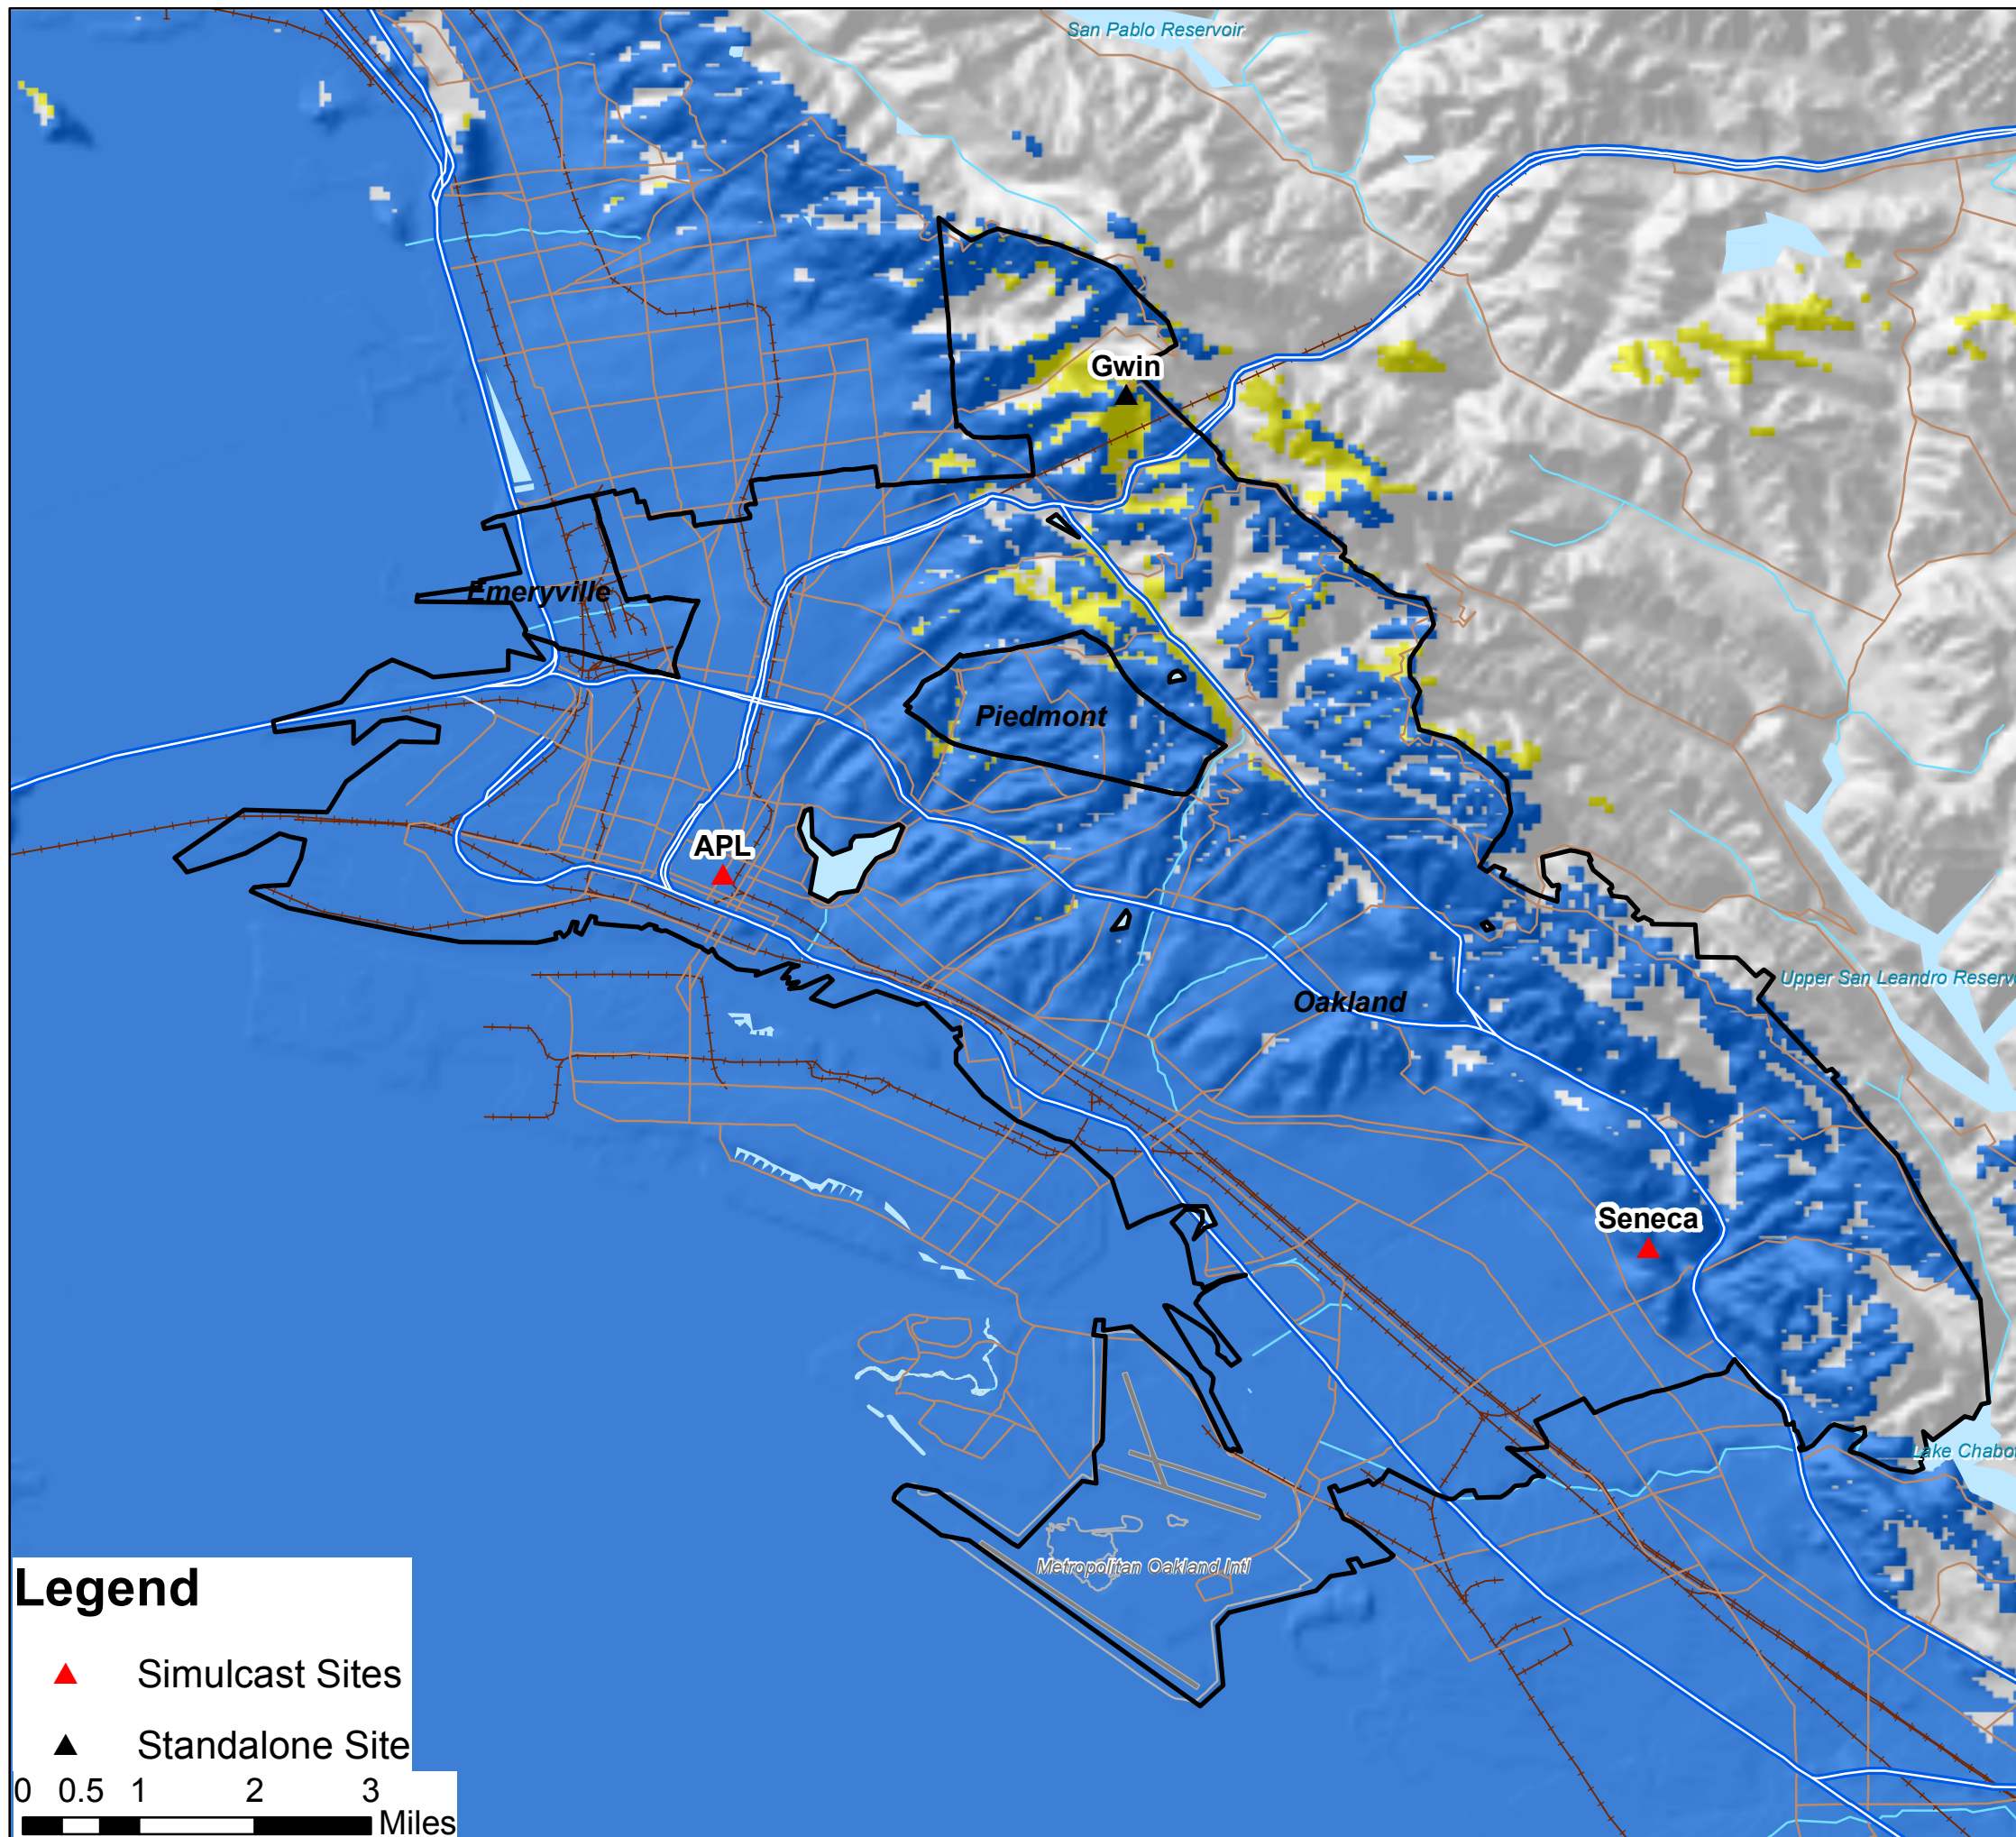 San Pablo Reservoir
Gwin
Emeryville
Piedmont
APL
Upper San Leandro Reserv
Oakland
Seneca
Lake Chabot
Metropolitan Oakland Intl
Legend
Simulcast Sites
Standalone Site
0 0.5 1 2 3
Miles